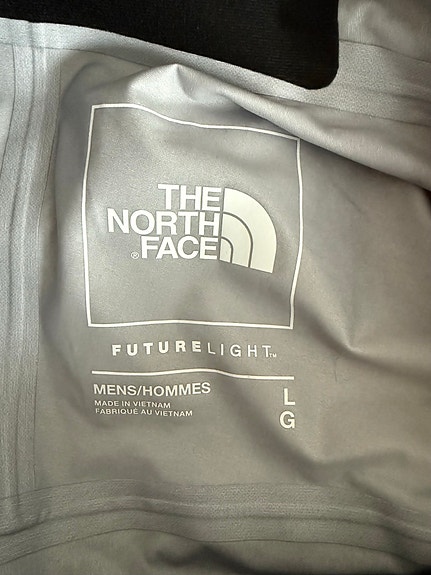 THE
NORTH
® FACE
FUTURELIGHT™
MENS/HOMMES
MADE IN VIETNAM
FABRIQUÉ AU VIETNAM
L
G